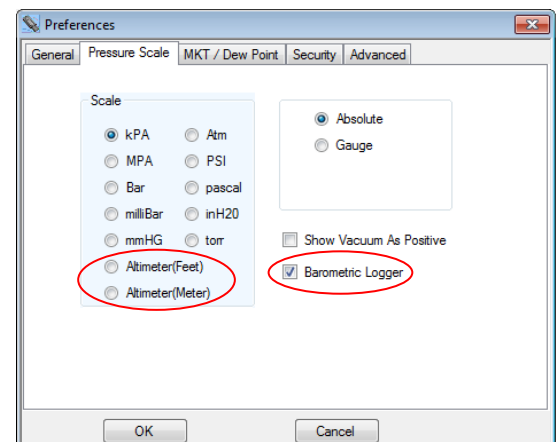 Preferences
General Pressure Scale MKT / Dew Point Security Advanced
Scale
kPA Atm
MPA PSI
Bar pascal
milliBar inH20
mmHG torr
Altimeter(Feet)
Altimeter(Meter)
Absolute
Gauge
Show Vacuum As Positive
Barometric Logger
OK Cancel